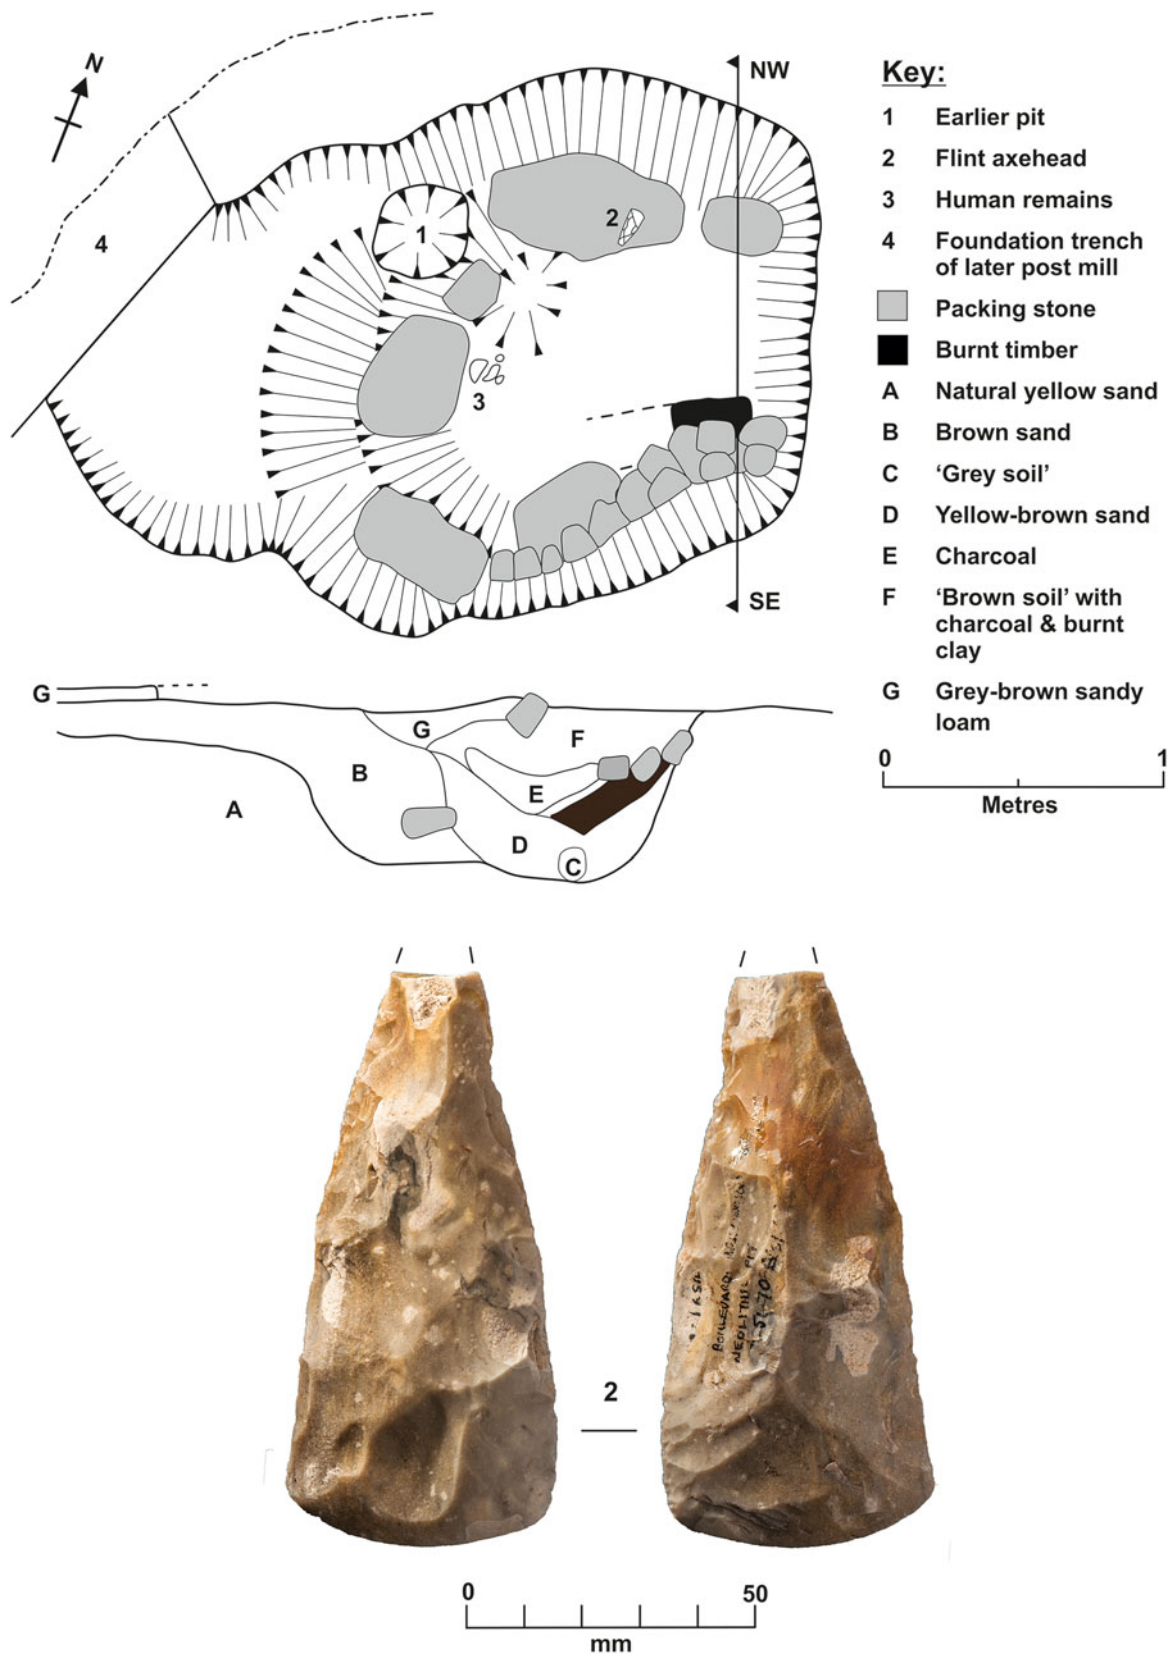 N
NW
4
1
2
3
SE
Key:
1 Earlier pit
2 Flint axehead
3 Human remains
4 Foundation trench
of later post mill
Packing stone
Burnt timber
A Natural yellow sand
B Brown sand
C ‘Grey soil’
D Yellow-brown sand
E Charcoal
F ‘Brown soil’ with
charcoal & burnt
clay
G Grey-brown sandy
loam
0 1
Metres
G
G
F
B
E
A
D
C
BOULEVARD
NEOLITHIC PIT
2
0 50
mm